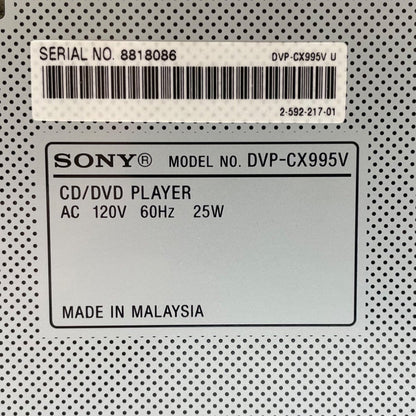 SERIAL NO. 8818086 DVP-CX995V U
2-592-217-01
SONY® MODEL NO. DVP-CX995V
CD/DVD PLAYER
AC 120V 60Hz 25W
MADE IN MALAYSIA